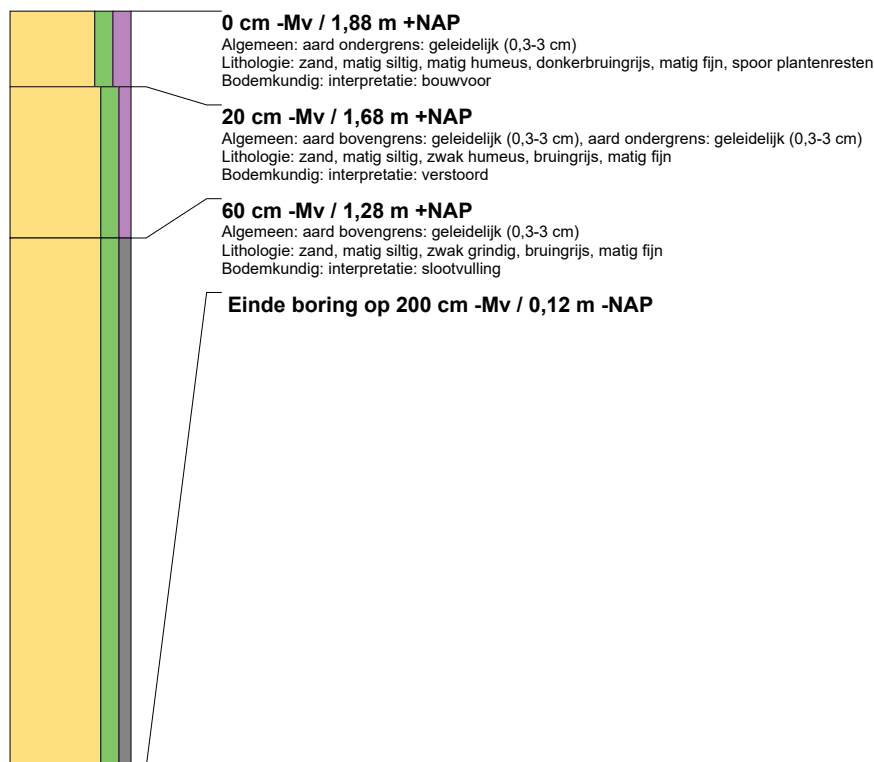 0 cm -Mv / 1,88 m +NAP
Algemeen: aard ondergrens: geleidelijk (0,3-3 cm)
Lithologie: zand, matig siltig, matig humeus, donkerbruingrijs, matig fijn, spoor plantenresten
Bodemkundig: interpretatie: bouwvoor
20 cm -Mv / 1,68 m +NAP
Algemeen: aard bovengrens: geleidelijk (0,3-3 cm), aard ondergrens: geleidelijk (0,3-3 cm)
Lithologie: zand, matig siltig, zwak humeus, bruingrijs, matig fijn
Bodemkundig: interpretatie: verstoord
60 cm -Mv / 1,28 m +NAP
Algemeen: aard bovengrens: geleidelijk (0,3-3 cm)
Lithologie: zand, matig siltig, zwak grindig, bruingrijs, matig fijn
Bodemkundig: interpretatie: slootvulling
Einde boring op 200 cm -Mv / 0,12 m -NAP